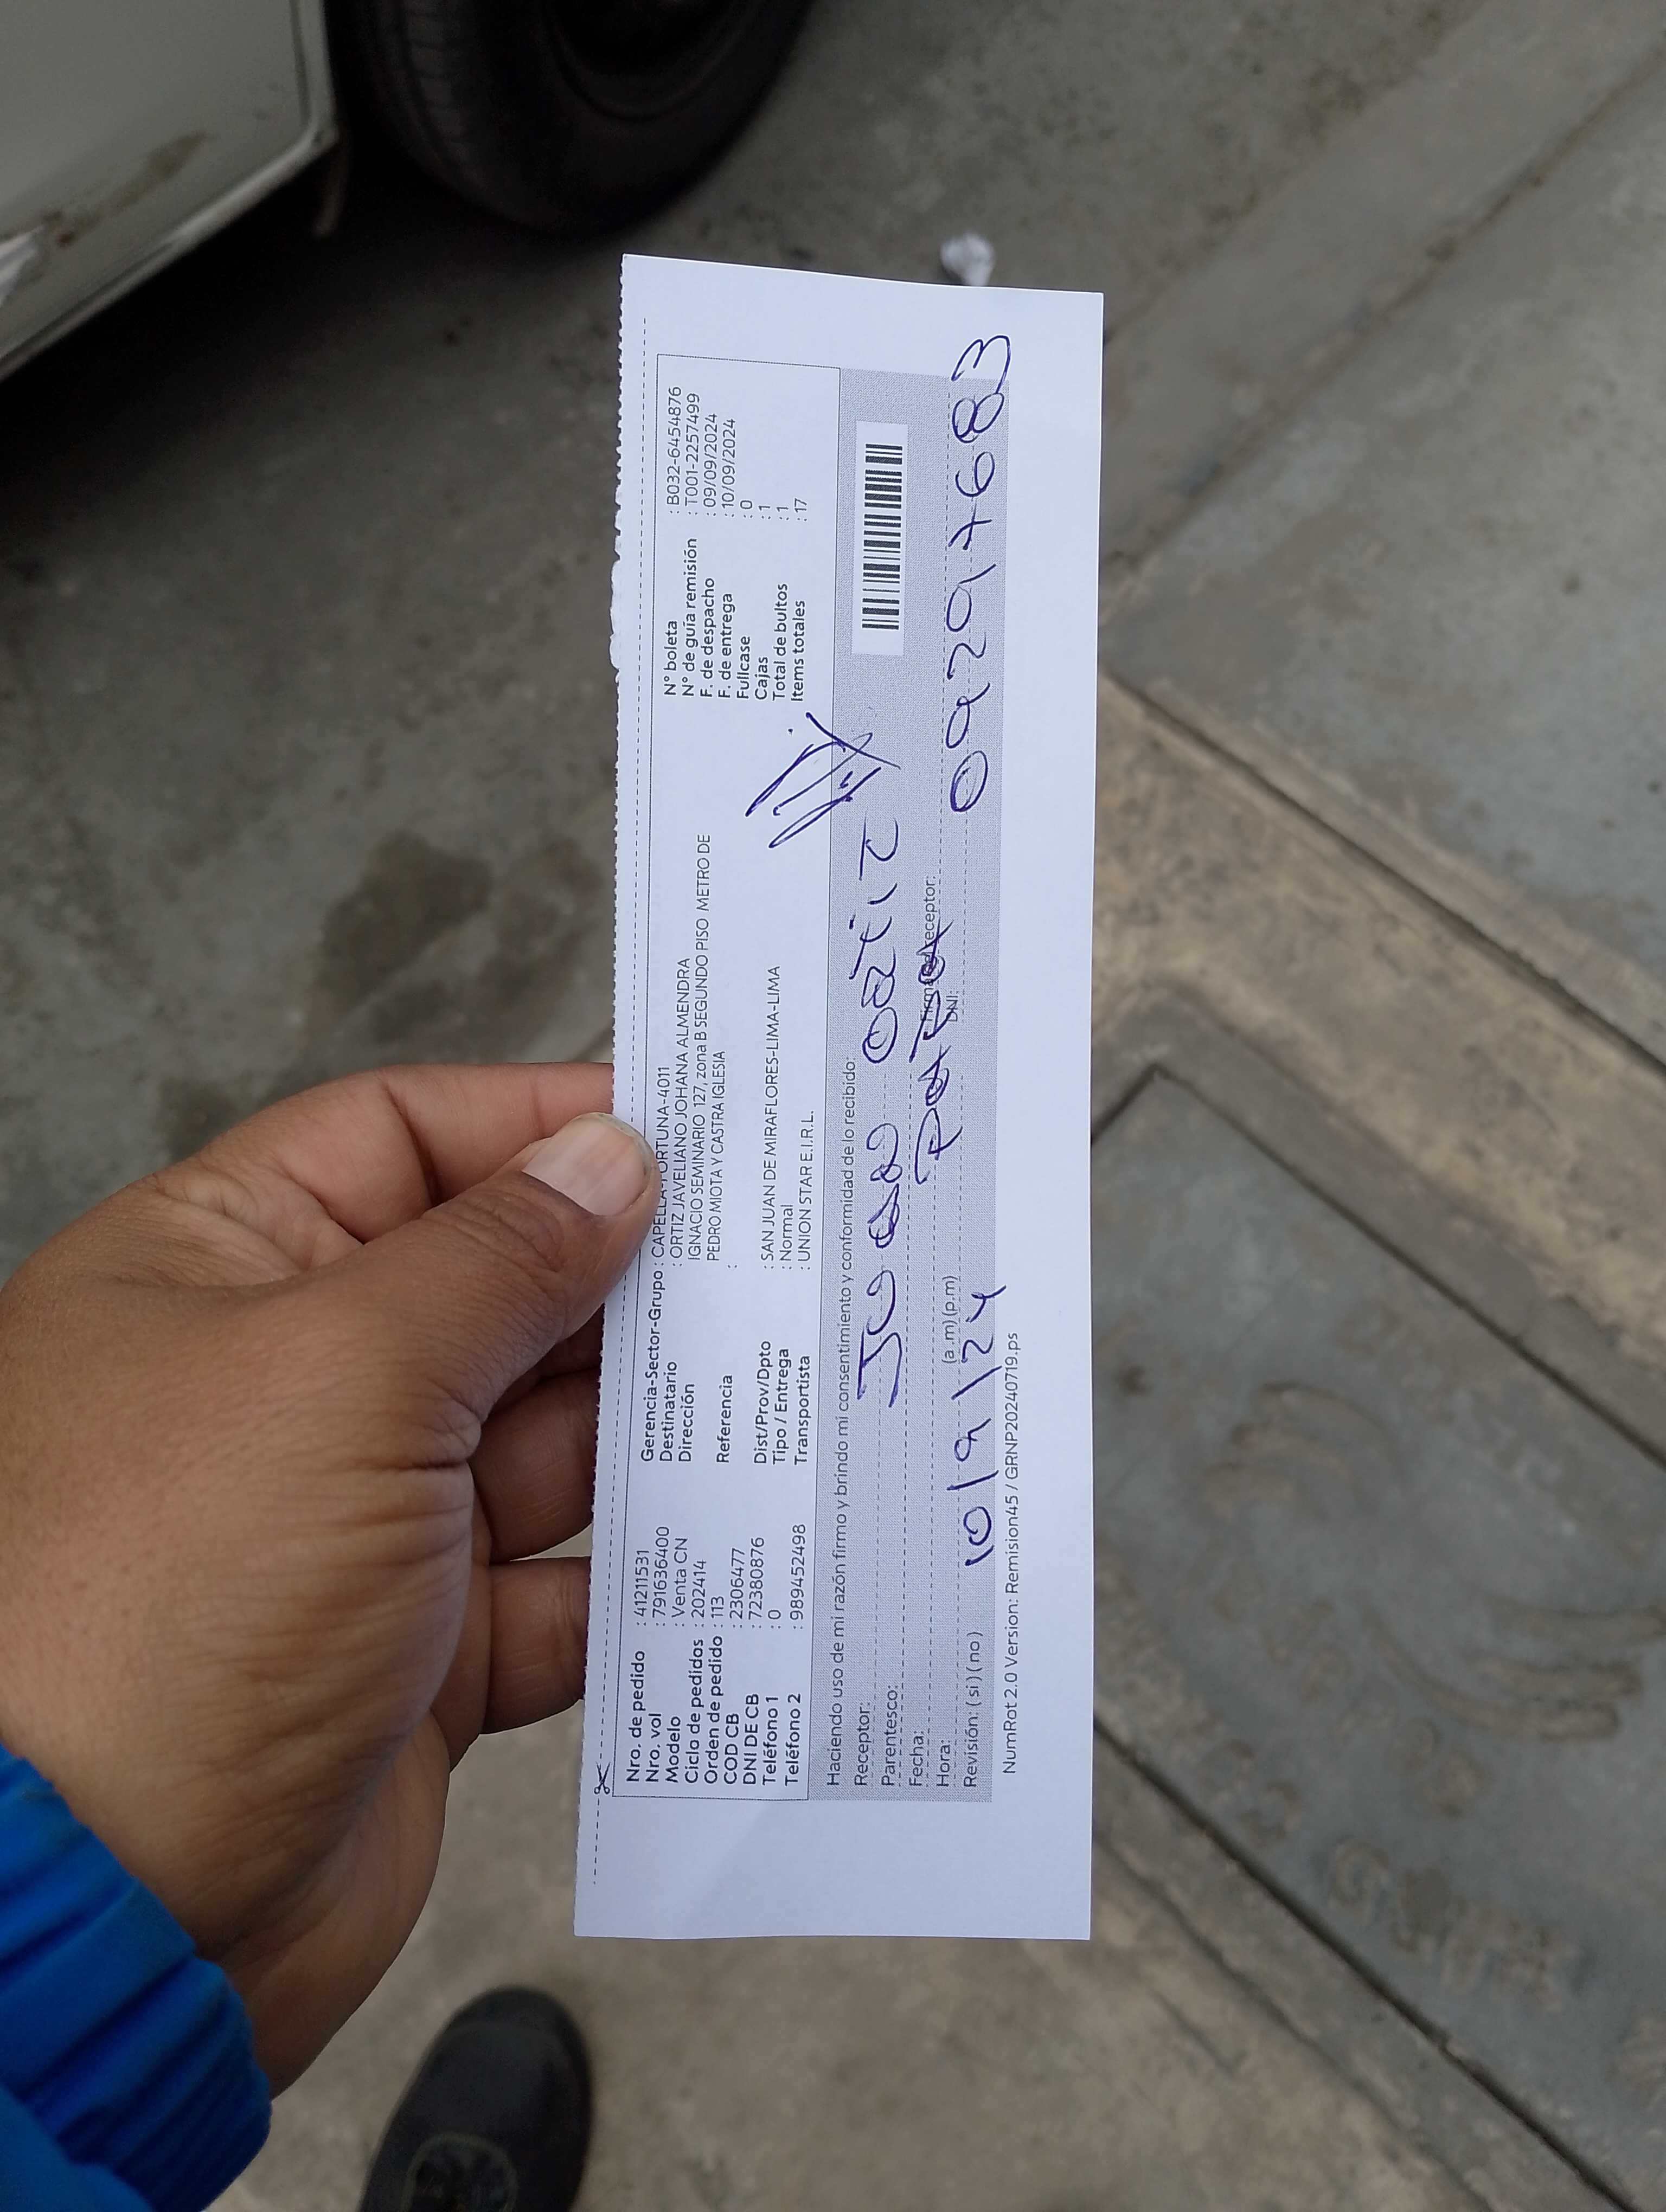 Nro. de pedido : 41211531
Nro. vol : 791636400
Modelo : Venta CN
Ciclo de pedidos : 202414
Orden de pedido : 113
COD CB : 2306477
DNI DE CB : 72380876
Teléfono 1 : 0
Teléfono 2 : 989452498
Gerencia-Sector-Grupo : CAPELLA-FORTUNA-4011
Destinatario : ORTIZ JAVELIANO JOHANA ALMENDRA
Dirección IGNACIO SEMINARIO 127, zona B SEGUNDO PISO METRO DE
PEDRO MIOTA Y CASTRA IGLESIA
Referencia :
Dist/Prov/Dpto : SAN JUAN DE MIRAFLORES-LIMA-LIMA
Tipo / Entrega : Normal
Transportista : UNION STAR E.I.R.L.
N° boleta : B032-6454876
N° de guía remisión : T001-2257499
F. de despacho : 09/09/2024
F. de entrega : 10/09/2024
Fullcase : 0
Cajas : 1
Total de bultos : 1
Items totales : 17
Haciendo uso de mi razón firmo y brindo mi consentimiento y conformidad de lo recibido:
Receptor:
Parentesco:
Fecha:
Firma receptor:
Hora: (a.m) (p.m) DNI:
10/9/24 092917683
Revisión: ( si ) ( no )
NumRot 2.0 Version: Remision45 / GRNP20240719.ps